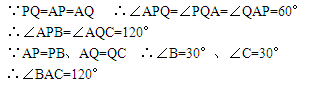 ∵PQ=AP=AQ ∴∠APQ=∠PQA=∠QAP=60°
∴∠APB=∠AQC=120°
∵AP=PB、AQ=QC ∴∠B=30° 、∠C=30°
∴∠BAC=120°